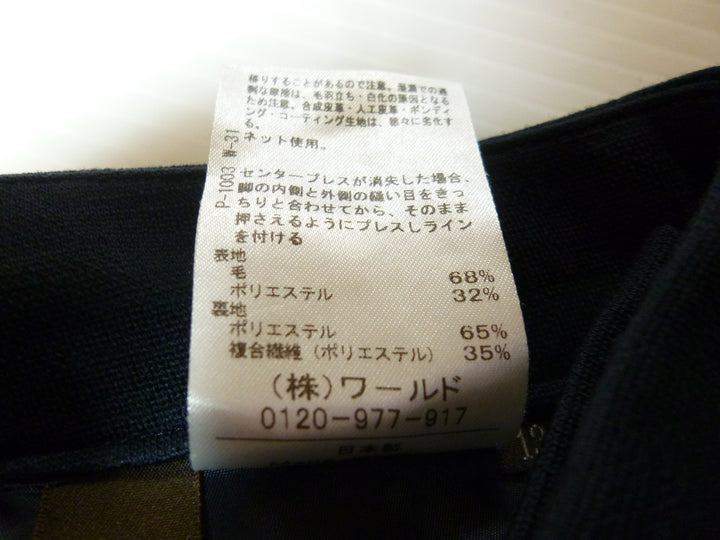 移りすることがあるので注意。湿潤での過
剰な摩擦は、毛羽立ち・白化の原因となる
ため注意。合成皮革・人工皮革・ボンディ
ング・コーティング生地は、徐々に劣化す
る。
ネット使用。
P-1003 W-31
センタープレスが消失した場合、
脚の内側と外側の縫い目をきっ
ちりと合わせてから、そのまま
押さえるようにプレスしライン
を付ける
表地
毛 68%
ポリエステル 32%
裏地
ポリエステル 65%
複合繊維(ポリエステル) 35%
(株)ワールド
0120-977-917
日本製